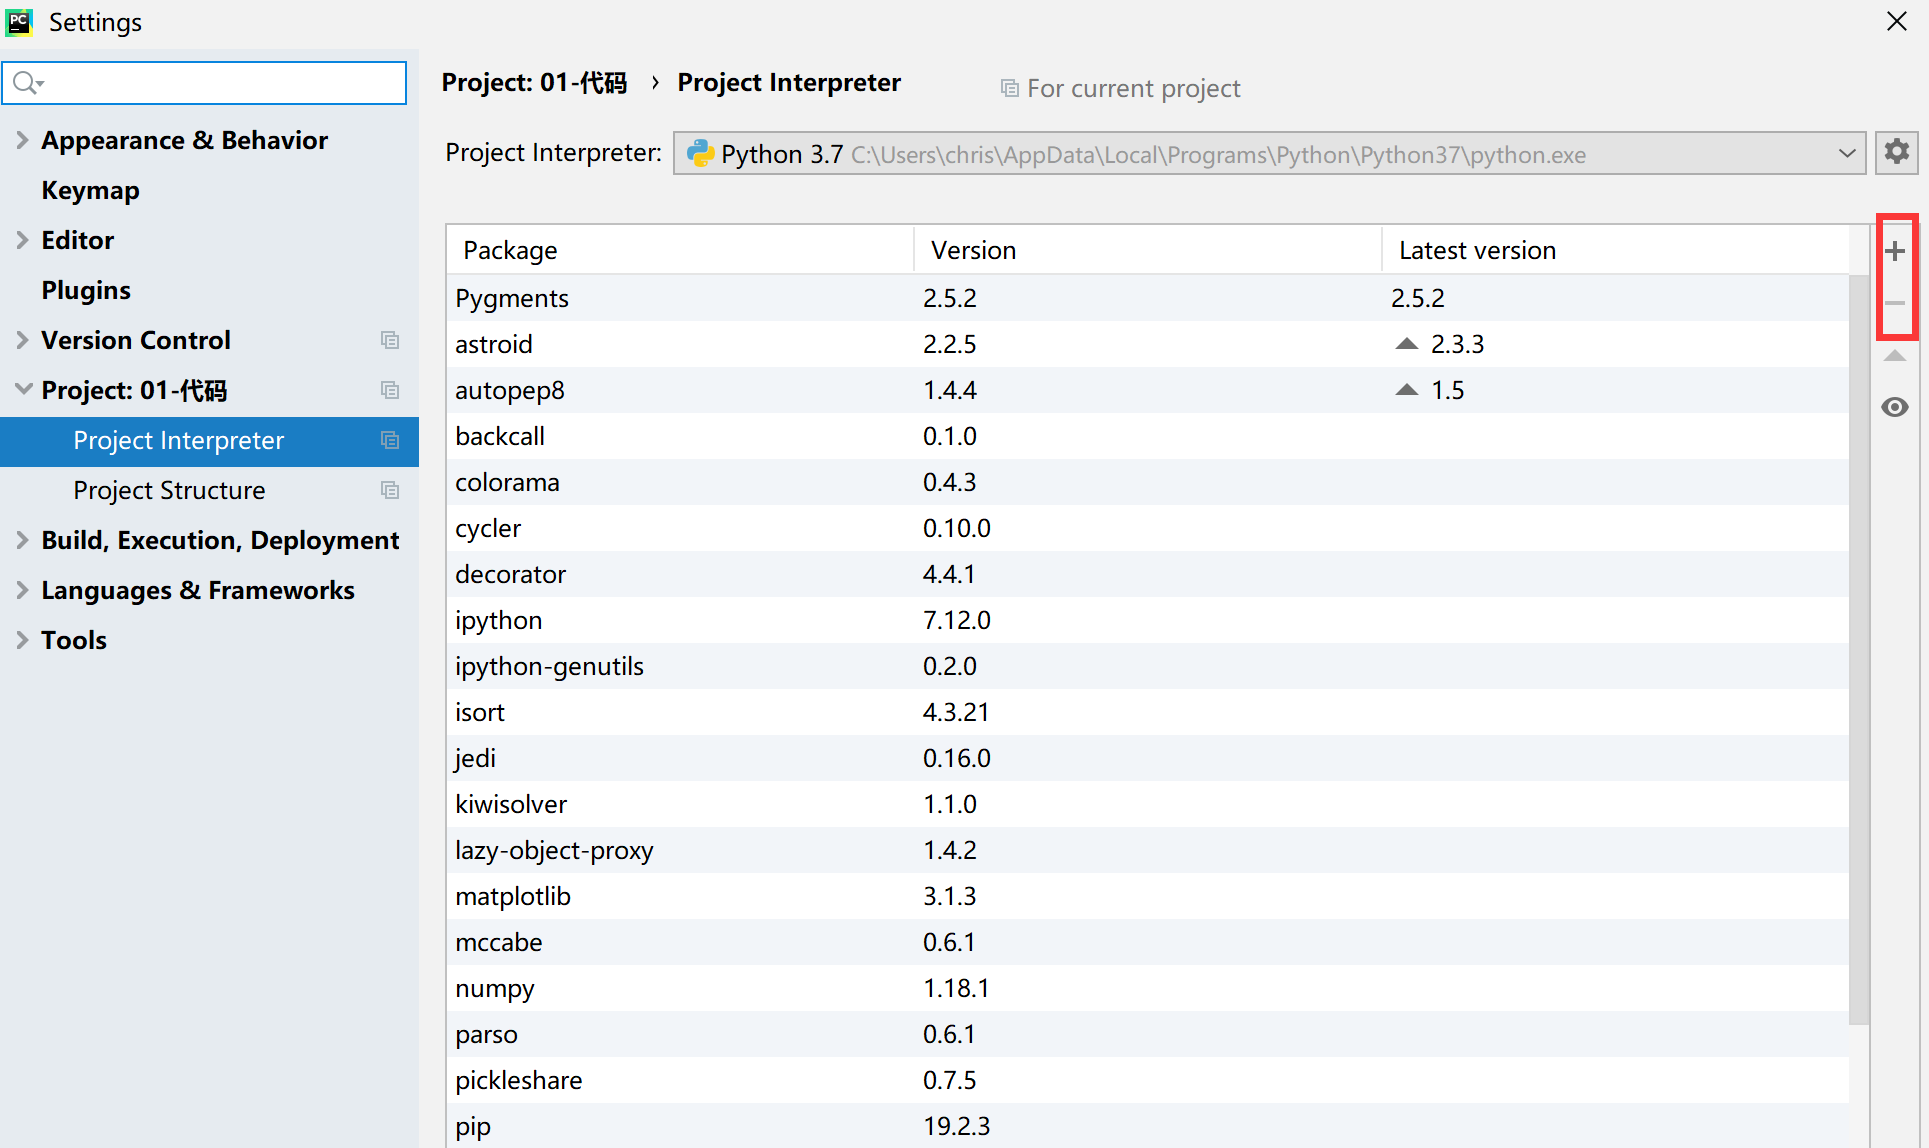 Settings
Project: 01-代码 › Project Interpreter For current project
Appearance & Behavior
Keymap
Editor
Plugins
Version Control
Project: 01-代码
Project Interpreter
Project Structure
Build, Execution, Deployment
Languages & Frameworks
Tools
Project Interpreter: Python 3.7 C:\Users\chris\AppData\Local\Programs\Python\Python37\python.exe
Package Version Latest version
Pygments 2.5.2 2.5.2
astroid 2.2.5 2.3.3
autopep8 1.4.4 1.5
backcall 0.1.0
colorama 0.4.3
cycler 0.10.0
decorator 4.4.1
ipython 7.12.0
ipython-genutils 0.2.0
isort 4.3.21
jedi 0.16.0
kiwisolver 1.1.0
lazy-object-proxy 1.4.2
matplotlib 3.1.3
mccabe 0.6.1
numpy 1.18.1
parso 0.6.1
pickleshare 0.7.5
pip 19.2.3